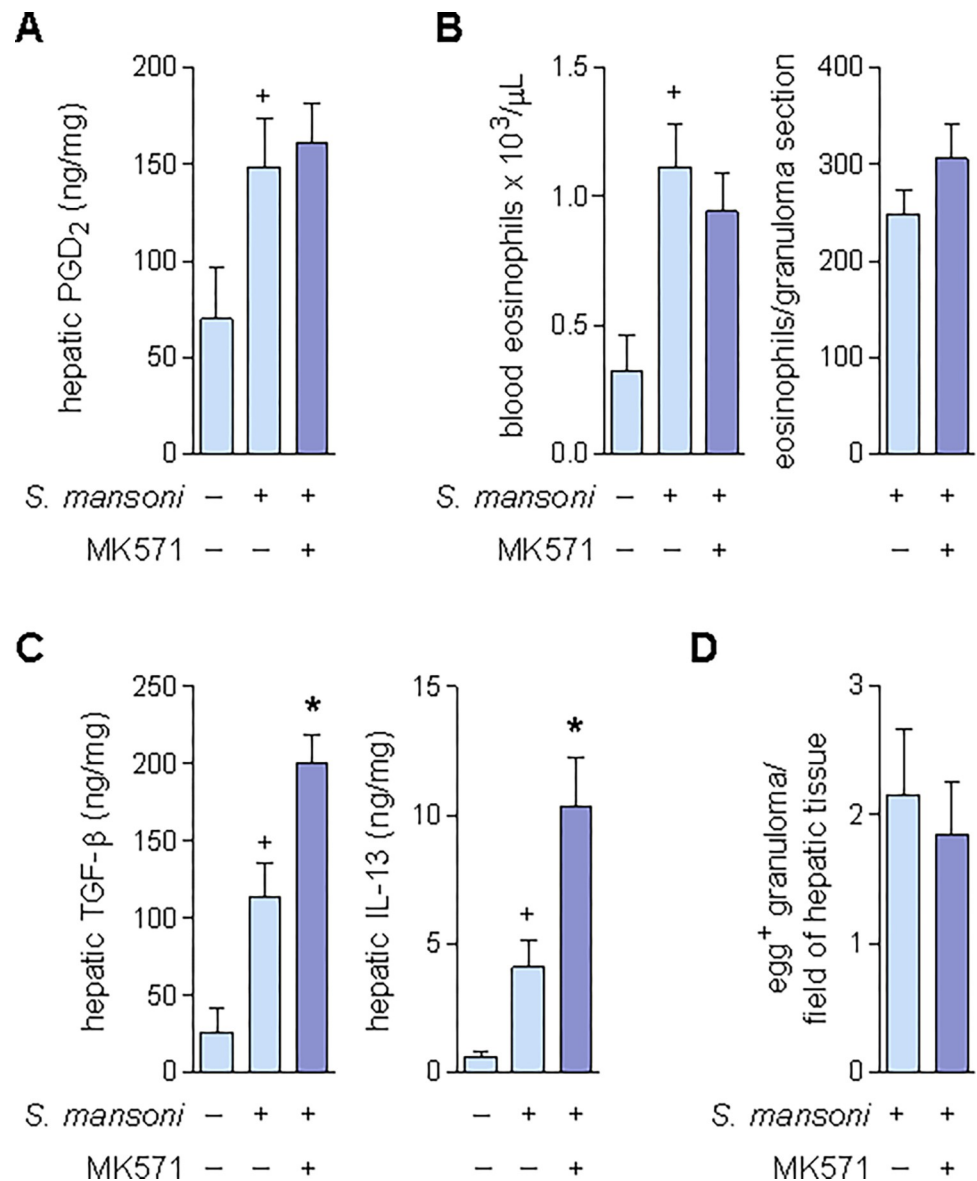 A
hepatic PGD2 (ng/mg)
200
150
100
50
0
+
S. mansoni – + +
MK571 – – +
B
blood eosinophils x 10³/µL
1.5
1.0
0.5
0.0
+
S. mansoni – + +
MK571 – – +
eosinophils/granuloma section
400
300
200
100
0
+ +
– +
C
hepatic TGF-β (ng/mg)
250
200
150
100
50
0
+
*
S. mansoni – + +
MK571 – – +
hepatic IL-13 (ng/mg)
15
10
5
0
+
*
– + +
– – +
D
egg⁺ granuloma/
field of hepatic tissue
3
2
1
0
S. mansoni + +
MK571 – +